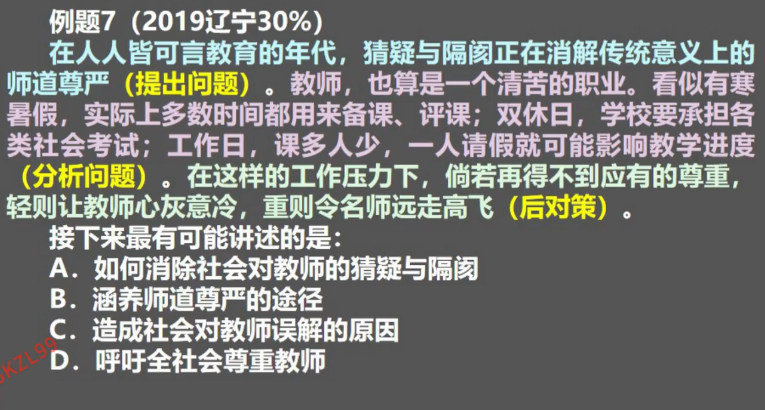 例题7（2019辽宁30%）
在人人皆可言教育的年代，猜疑与隔阂正在消解传统意义上的
师道尊严（提出问题）。教师，也算是一个清苦的职业。看似有寒
暑假，实际上多数时间都用来备课、评课；双休日，学校要承担各
类社会考试；工作日，课多人少，一人请假就可能影响教学进度
（分析问题）。在这样的工作压力下，倘若再得不到应有的尊重，
轻则让教师心灰意冷，重则令名师远走高飞（后对策）。
接下来最有可能讲述的是：
A．如何消除社会对教师的猜疑与隔阂
B．涵养师道尊严的途径
C．造成社会对教师误解的原因
D．呼吁全社会尊重教师